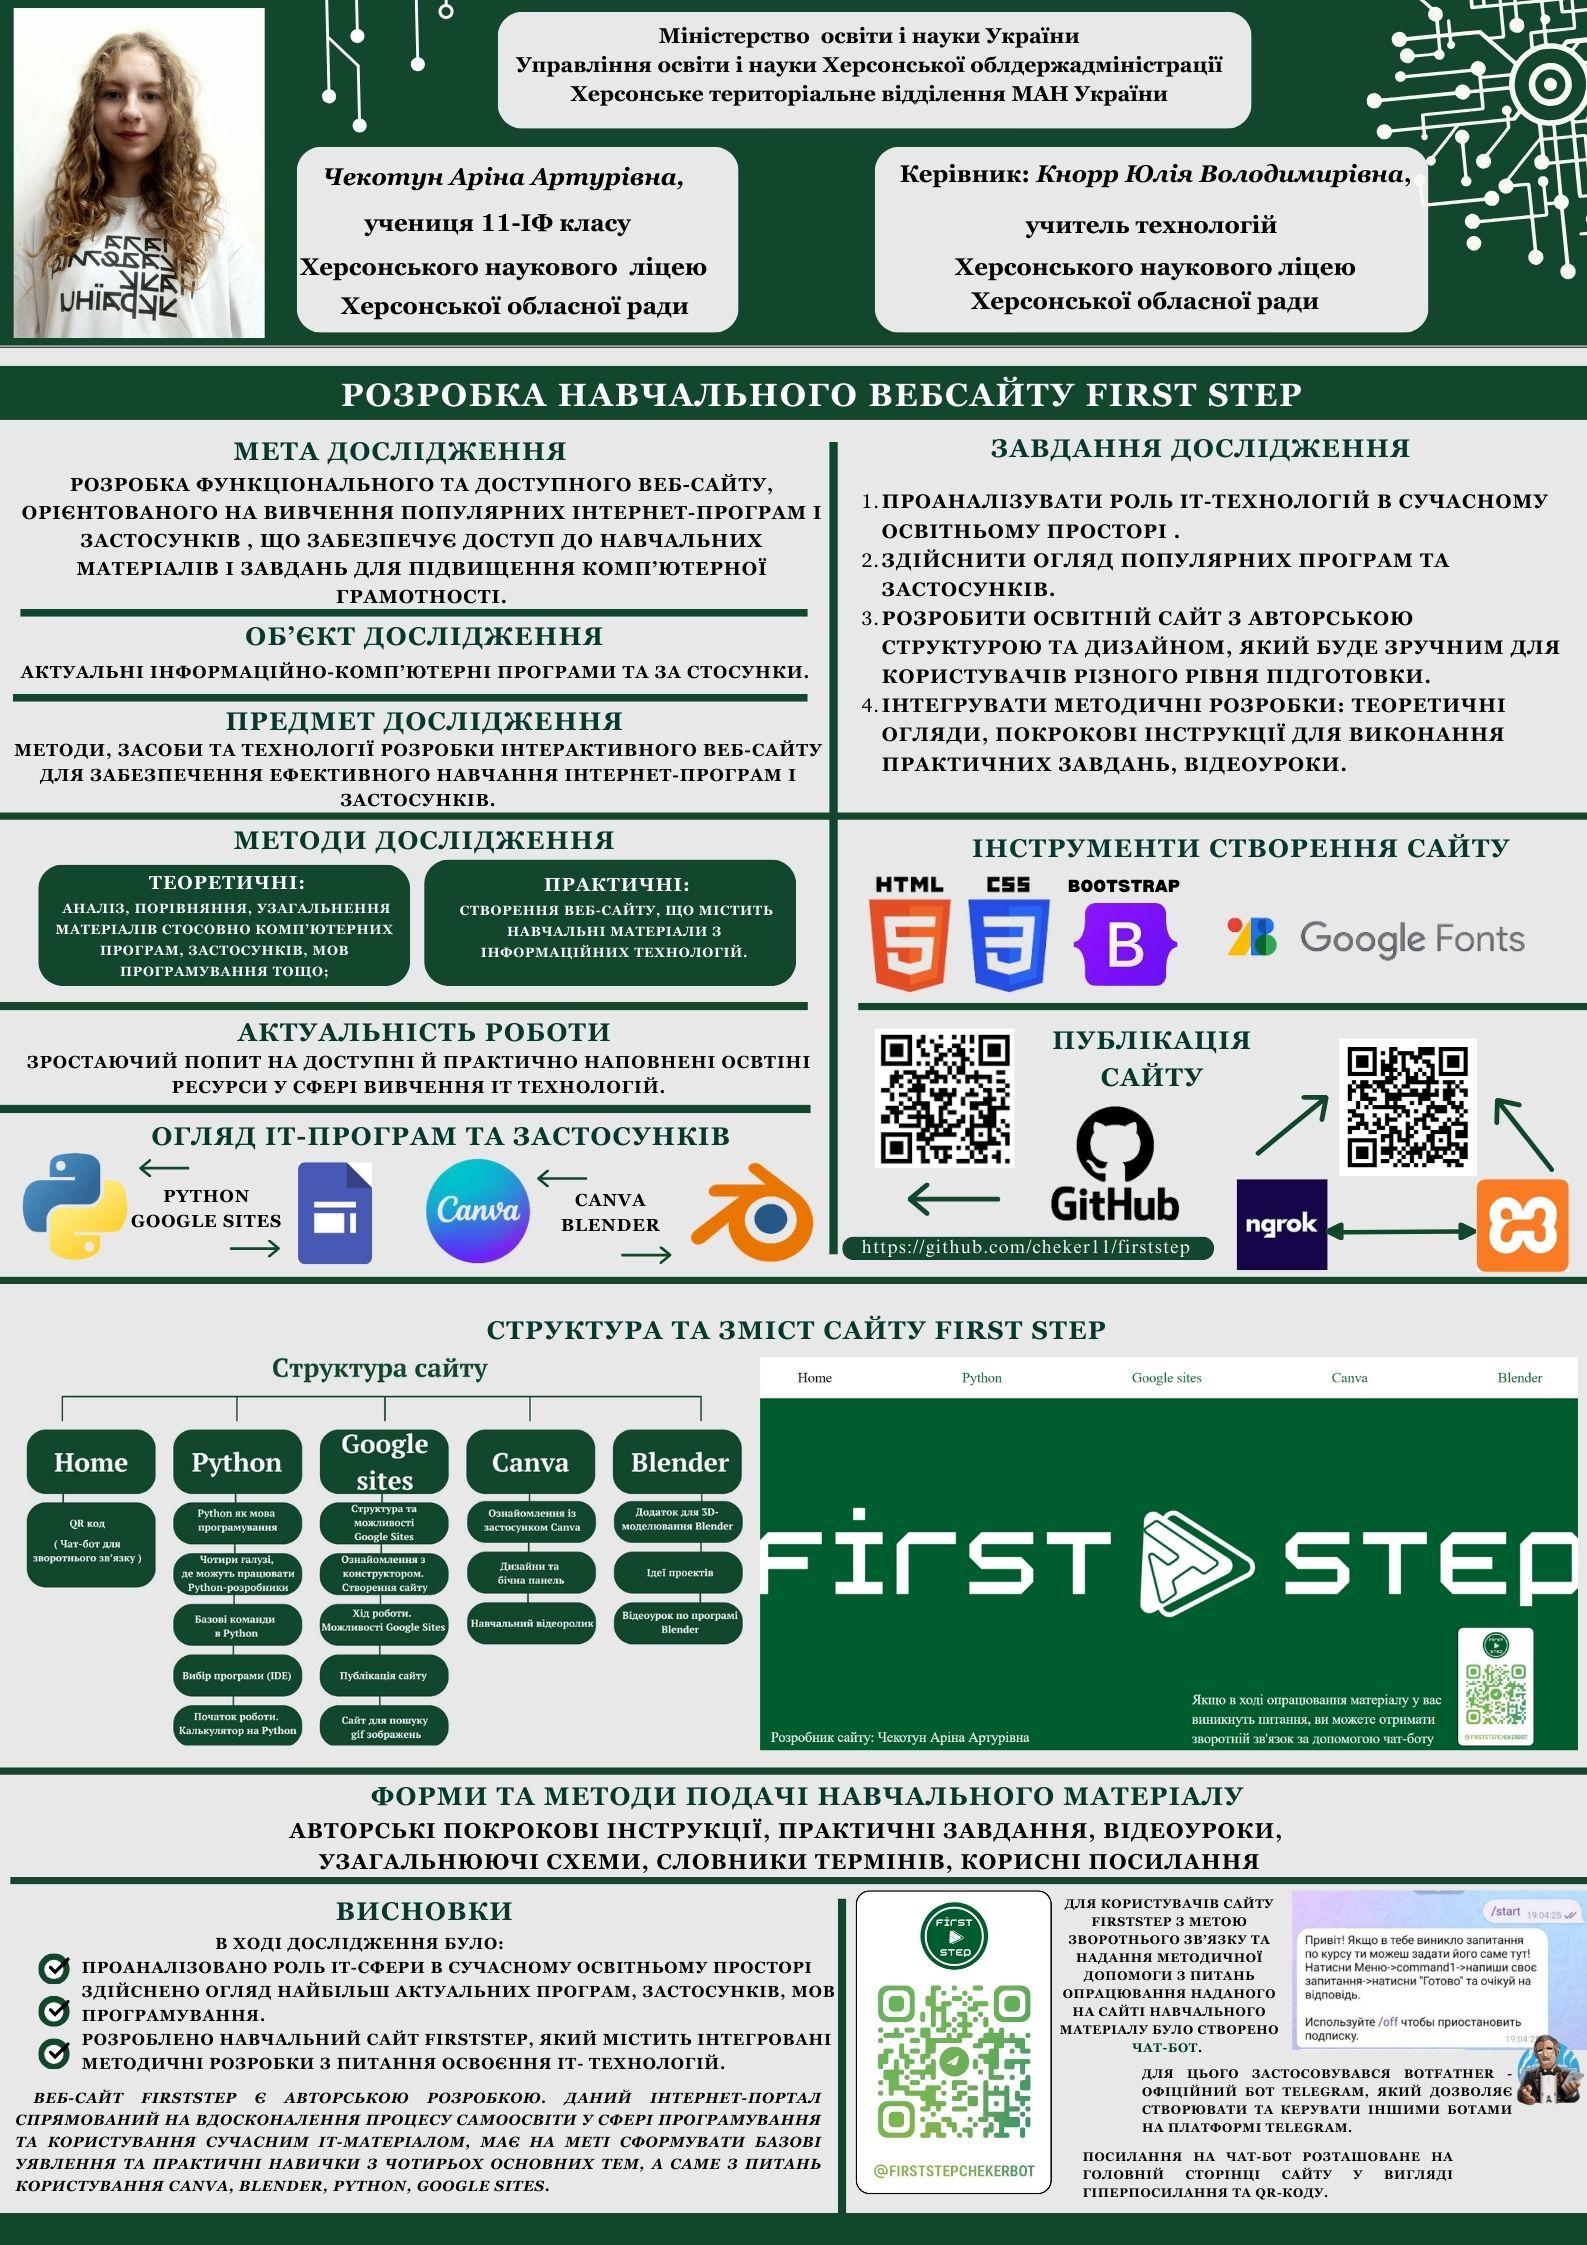 Міністерство освіти і науки України
Управління освіти і науки Херсонської облдержадміністрації
Херсонське територіальне відділення МАН України
Чекотун Аріна Артурівна,
учениця 11-ІФ класу
Херсонського наукового ліцею
Херсонської обласної ради
Керівник: Кнорр Юлія Володимирівна,
учитель технологій
Херсонського наукового ліцею
Херсонської обласної ради
РОЗРОБКА НАВЧАЛЬНОГО ВЕБСАЙТУ FIRST STEP
МЕТА ДОСЛІДЖЕННЯ
РОЗРОБКА ФУНКЦІОНАЛЬНОГО ТА ДОСТУПНОГО ВЕБ-САЙТУ,
ОРІЄНТОВАНОГО НА ВИВЧЕННЯ ПОПУЛЯРНИХ ІНТЕРНЕТ-ПРОГРАМ І
ЗАСТОСУНКІВ , ЩО ЗАБЕЗПЕЧУЄ ДОСТУП ДО НАВЧАЛЬНИХ
МАТЕРІАЛІВ І ЗАВДАНЬ ДЛЯ ПІДВИЩЕННЯ КОМП’ЮТЕРНОЇ
ГРАМОТНОСТІ.
ОБ’ЄКТ ДОСЛІДЖЕННЯ
АКТУАЛЬНІ ІНФОРМАЦІЙНО-КОМП’ЮТЕРНІ ПРОГРАМИ ТА ЗА СТОСУНКИ.
ПРЕДМЕТ ДОСЛІДЖЕННЯ
МЕТОДИ, ЗАСОБИ ТА ТЕХНОЛОГІЇ РОЗРОБКИ ІНТЕРАКТИВНОГО ВЕБ-САЙТУ
ДЛЯ ЗАБЕЗПЕЧЕННЯ ЕФЕКТИВНОГО НАВЧАННЯ ІНТЕРНЕТ-ПРОГРАМ І
ЗАСТОСУНКІВ.
ЗАВДАННЯ ДОСЛІДЖЕННЯ
1. ПРОАНАЛІЗУВАТИ РОЛЬ ІТ-ТЕХНОЛОГІЙ В СУЧАСНОМУ
ОСВІТНЬОМУ ПРОСТОРІ .
2. ЗДІЙСНИТИ ОГЛЯД ПОПУЛЯРНИХ ПРОГРАМ ТА
ЗАСТОСУНКІВ.
3. РОЗРОБИТИ ОСВІТНІЙ САЙТ З АВТОРСЬКОЮ
СТРУКТУРОЮ ТА ДИЗАЙНОМ, ЯКИЙ БУДЕ ЗРУЧНИМ ДЛЯ
КОРИСТУВАЧІВ РІЗНОГО РІВНЯ ПІДГОТОВКИ.
4. ІНТЕГРУВАТИ МЕТОДИЧНІ РОЗРОБКИ: ТЕОРЕТИЧНІ
ОГЛЯДИ, ПОКРОКОВІ ІНСТРУКЦІЇ ДЛЯ ВИКОНАННЯ
ПРАКТИЧНИХ ЗАВДАНЬ, ВІДЕОУРОКИ.
МЕТОДИ ДОСЛІДЖЕННЯ
ТЕОРЕТИЧНІ:
АНАЛІЗ, ПОРІВНЯННЯ, УЗАГАЛЬНЕННЯ
МАТЕРІАЛІВ СТОСОВНО КОМП’ЮТЕРНИХ
ПРОГРАМ, ЗАСТОСУНКІВ, МОВ
ПРОГРАМУВАННЯ ТОЩО;
ПРАКТИЧНІ:
СТВОРЕННЯ ВЕБ-САЙТУ, ЩО МІСТИТЬ
НАВЧАЛЬНІ МАТЕРІАЛИ З
ІНФОРМАЦІЙНИХ ТЕХНОЛОГІЙ.
ІНСТРУМЕНТИ СТВОРЕННЯ САЙТУ
HTML
CSS
BOOTSTRAP
5
3
B
Google Fonts
АКТУАЛЬНІСТЬ РОБОТИ
ЗРОСТАЮЧИЙ ПОПИТ НА ДОСТУПНІ Й ПРАКТИЧНО НАПОВНЕНІ ОСВТІНІ
РЕСУРСИ У СФЕРІ ВИВЧЕННЯ ІТ ТЕХНОЛОГІЙ.
ОГЛЯД ІТ-ПРОГРАМ ТА ЗАСТОСУНКІВ
PYTHON
GOOGLE SITES
Canva
CANVA
BLENDER
ПУБЛІКАЦІЯ
САЙТУ
GitHub
https://github.com/cheker11/firststep
ngrok
СТРУКТУРА ТА ЗМІСТ САЙТУ FIRST STEP
Структура сайту
Home
QR код
( Чат-бот для
зворотнього зв’язку )
Python
Python як мова
програмування
Чотири галузі,
де можуть працювати
Python-розробники
Базові команди
в Python
Вибір програми (IDE)
Початок роботи.
Калькулятор на Python
Google
sites
Структура та
можливості
Google Sites
Ознайомлення з
конструктором.
Створення сайту
Хід роботи.
Можливості Google Sites
Публікація сайту
Сайт для пошуку
gif зображень
Canva
Ознайомлення із
застосунком Canva
Дизайни та
бічна панель
Навчальний відеоролик
Blender
Додаток для 3D-
моделювання Blender
Ідеї проектів
Відеоурок по програмі
Blender
Home Python Google sites Canva Blender
FIRST STEP
FIRST
STEP
Якщо в ході опрацювання матеріалу у вас
виникнуть питання, ви можете отримати
зворотній зв'язок за допомогою чат-боту
@FIRSTSTEPCHEKERBOT
Розробник сайту: Чекотун Аріна Артурівна
ФОРМИ ТА МЕТОДИ ПОДАЧІ НАВЧАЛЬНОГО МАТЕРІАЛУ
АВТОРСЬКІ ПОКРОКОВІ ІНСТРУКЦІЇ, ПРАКТИЧНІ ЗАВДАННЯ, ВІДЕОУРОКИ,
УЗАГАЛЬНЮЮЧІ СХЕМИ, СЛОВНИКИ ТЕРМІНІВ, КОРИСНІ ПОСИЛАННЯ
ВИСНОВКИ
В ХОДІ ДОСЛІДЖЕННЯ БУЛО:
ПРОАНАЛІЗОВАНО РОЛЬ ІТ-СФЕРИ В СУЧАСНОМУ ОСВІТНЬОМУ ПРОСТОРІ
ЗДІЙСНЕНО ОГЛЯД НАЙБІЛЬШ АКТУАЛЬНИХ ПРОГРАМ, ЗАСТОСУНКІВ, МОВ
ПРОГРАМУВАННЯ.
РОЗРОБЛЕНО НАВЧАЛЬНИЙ САЙТ FIRSTSTEP, ЯКИЙ МІСТИТЬ ІНТЕГРОВАНІ
МЕТОДИЧНІ РОЗРОБКИ З ПИТАННЯ ОСВОЄННЯ ІТ- ТЕХНОЛОГІЙ.
ВЕБ-САЙТ FIRSTSTEP Є АВТОРСЬКОЮ РОЗРОБКОЮ. ДАНИЙ ІНТЕРНЕТ-ПОРТАЛ
СПРЯМОВАНИЙ НА ВДОСКОНАЛЕННЯ ПРОЦЕСУ САМООСВІТИ У СФЕРІ ПРОГРАМУВАННЯ
ТА КОРИСТУВАННЯ СУЧАСНИМ ІТ-МАТЕРІАЛОМ, МАЄ НА МЕТІ СФОРМУВАТИ БАЗОВІ
УЯВЛЕННЯ ТА ПРАКТИЧНІ НАВИЧКИ З ЧОТИРЬОХ ОСНОВНИХ ТЕМ, А САМЕ З ПИТАНЬ
КОРИСТУВАННЯ CANVA, BLENDER, PYTHON, GOOGLE SITES.
FIRST
STEP
@FIRSTSTEPCHEKERBOT
ДЛЯ КОРИСТУВАЧІВ САЙТУ
FIRSTSTEP З МЕТОЮ
ЗВОРОТНЬОГО ЗВ’ЯЗКУ ТА
НАДАННЯ МЕТОДИЧНОЇ
ДОПОМОГИ З ПИТАНЬ
ОПРАЦЮВАННЯ НАДАНОГО
НА САЙТІ НАВЧАЛЬНОГО
МАТЕРІАЛУ БУЛО СТВОРЕНО
ЧАТ-БОТ.
/start 19:04:25
Привіт! Якщо в тебе виникло запитання
по курсу ти можеш задати його саме тут!
Натисни Меню->command1->напиши своє
запитання->натисни "Готово" та очікуй на
відповідь.
Используйте /off чтобы приостановить
подписку.
19:04:2
ДЛЯ ЦЬОГО ЗАСТОСОВУВАВСЯ BOTFATHER -
ОФІЦІЙНИЙ БОТ TELEGRAM, ЯКИЙ ДОЗВОЛЯЄ
СТВОРЮВАТИ ТА КЕРУВАТИ ІНШИМИ БОТАМИ
НА ПЛАТФОРМІ TELEGRAM.
ПОСИЛАННЯ НА ЧАТ-БОТ РОЗТАШОВАНЕ НА
ГОЛОВНІЙ СТОРІНЦІ САЙТУ У ВИГЛЯДІ
ГІПЕРПОСИЛАННЯ ТА QR-КОДУ.